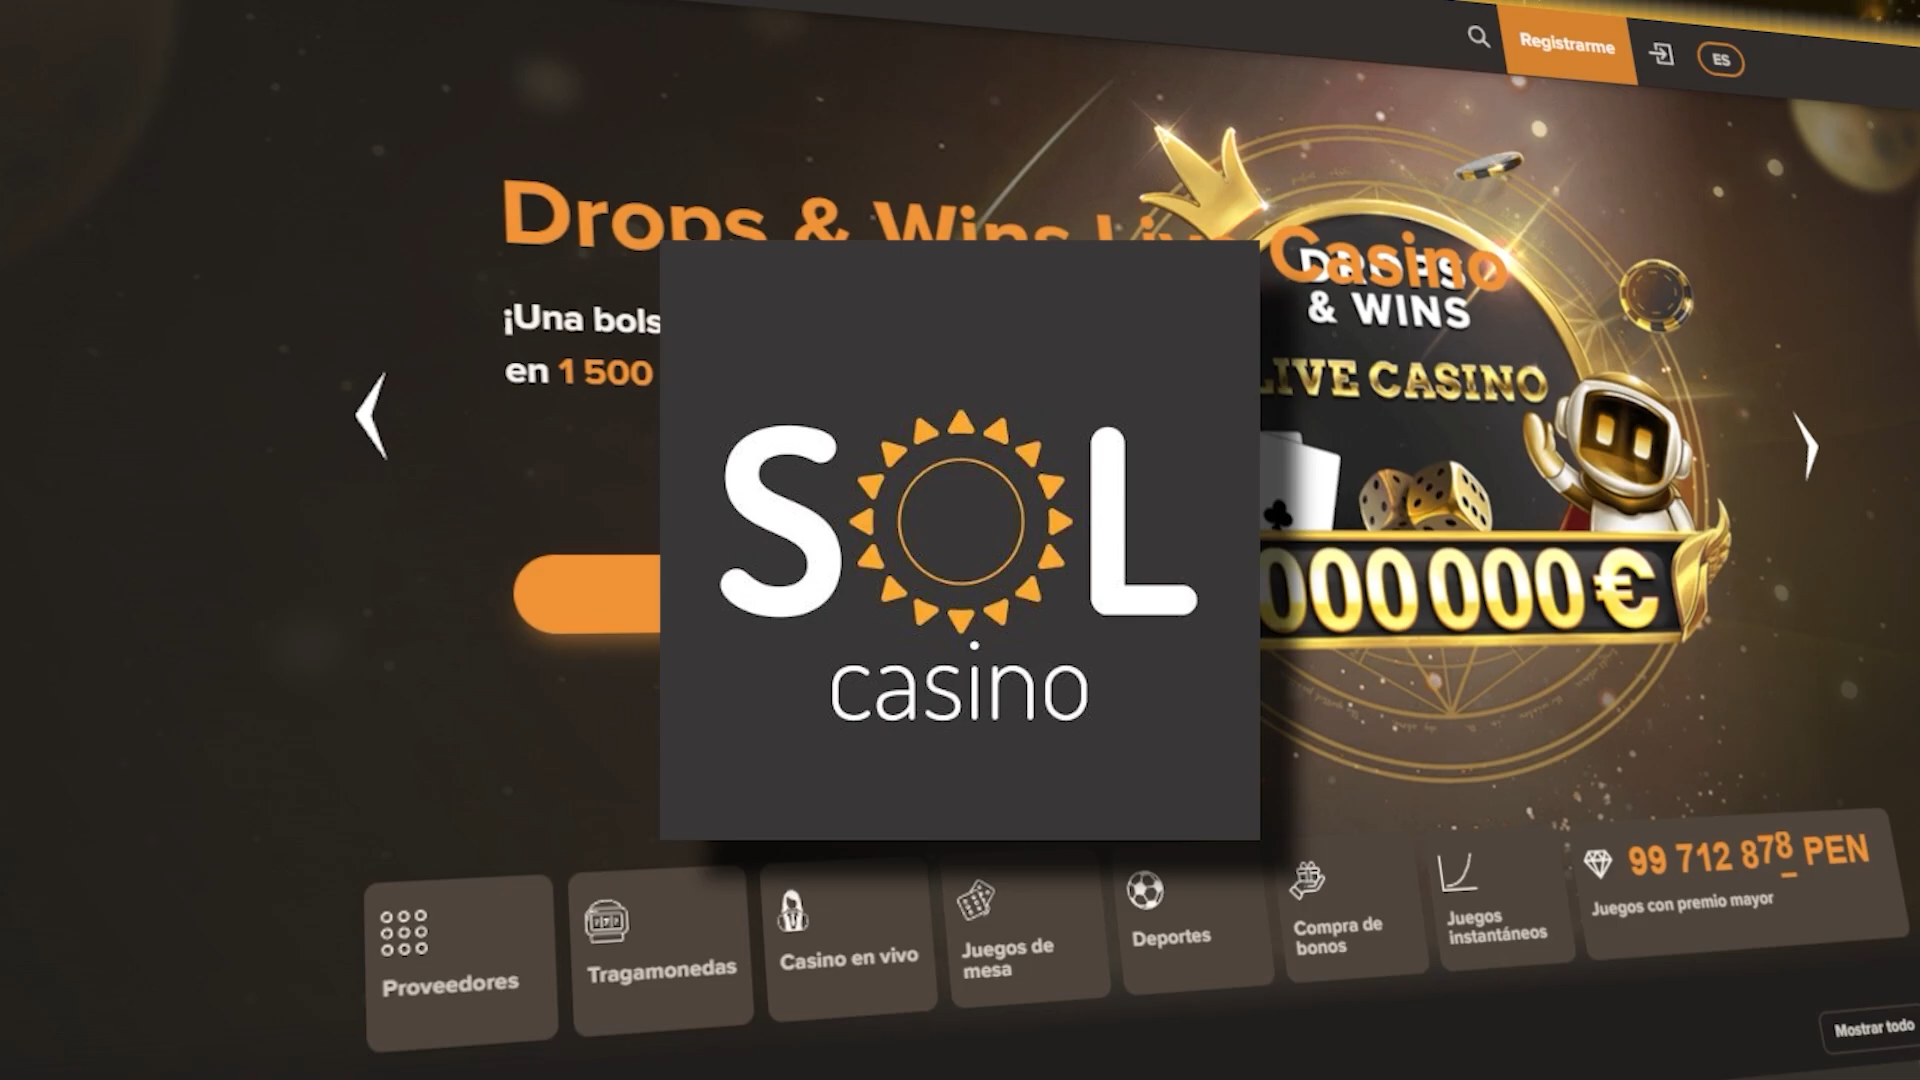 Registrarme
ES
Drops & Wins Live Casino
¡Una bols
en 1 500
DROPS
& WINS
LIVE CASINO
000 000 €
SOL
casino
99 712 878 PEN
Juegos con premio mayor
Proveedores
Tragamonedas
Casino en vivo
Juegos de
mesa
Deportes
Compra de
bonos
Juegos
instantáneos
Mostrar todo